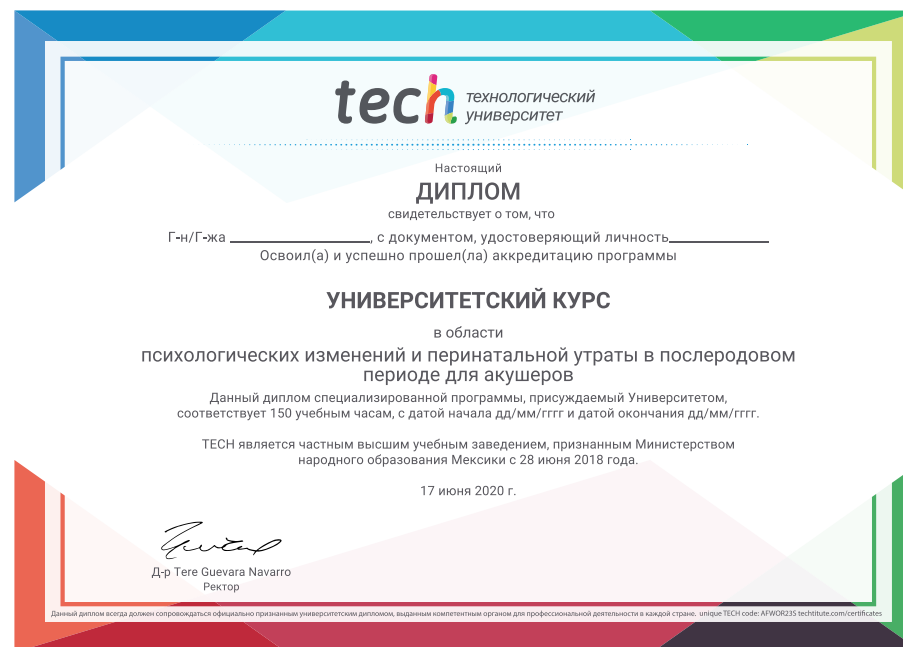 tech технологический
университет
Настоящий
ДИПЛОМ
свидетельствует о том, что
Г-н/Г-жа ____________________, с документом, удостоверяющий личность______________
Освоил(а) и успешно прошел(ла) аккредитацию программы
УНИВЕРСИТЕТСКИЙ КУРС
в области
психологических изменений и перинатальной утраты в послеродовом
периоде для акушеров
Данный диплом специализированной программы, присуждаемый Университетом,
соответствует 150 учебным часам, с датой начала дд/мм/гггг и датой окончания дд/мм/гггг.
TECH является частным высшим учебным заведением, признанным Министерством
народного образования Мексики с 28 июня 2018 года.
17 июня 2020 г.
Д-р Tere Guevara Navarro
Ректор
Данный диплом всегда должен сопровождаться официально признанным университетским дипломом, выданным компетентным органом для профессиональной деятельности в каждой стране. unique TECH code: AFWOR23S techtitute.com/certificates